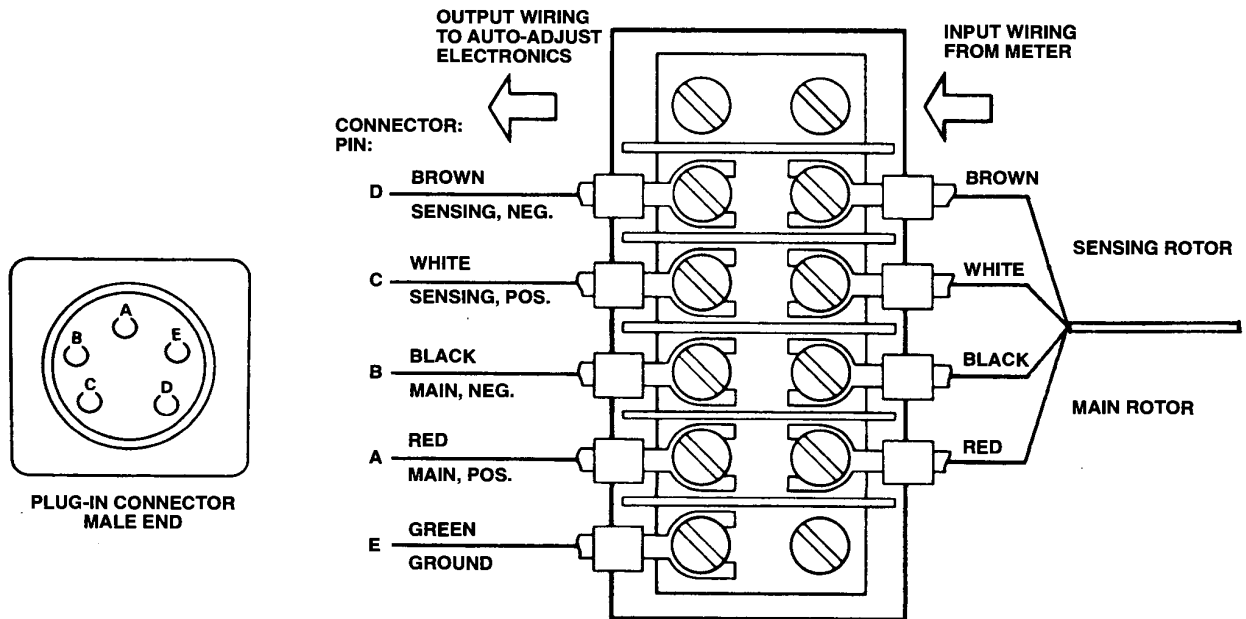 OUTPUT WIRING
TO AUTO-ADJUST
ELECTRONICS
INPUT WIRING
FROM METER
CONNECTOR:
PIN:
D
BROWN
SENSING, NEG.
BROWN
SENSING ROTOR
C
WHITE
SENSING, POS.
WHITE
B
BLACK
MAIN, NEG.
BLACK
MAIN ROTOR
A
RED
MAIN, POS.
RED
E
GREEN
GROUND
A
B
E
C
D
PLUG-IN CONNECTOR
MALE END